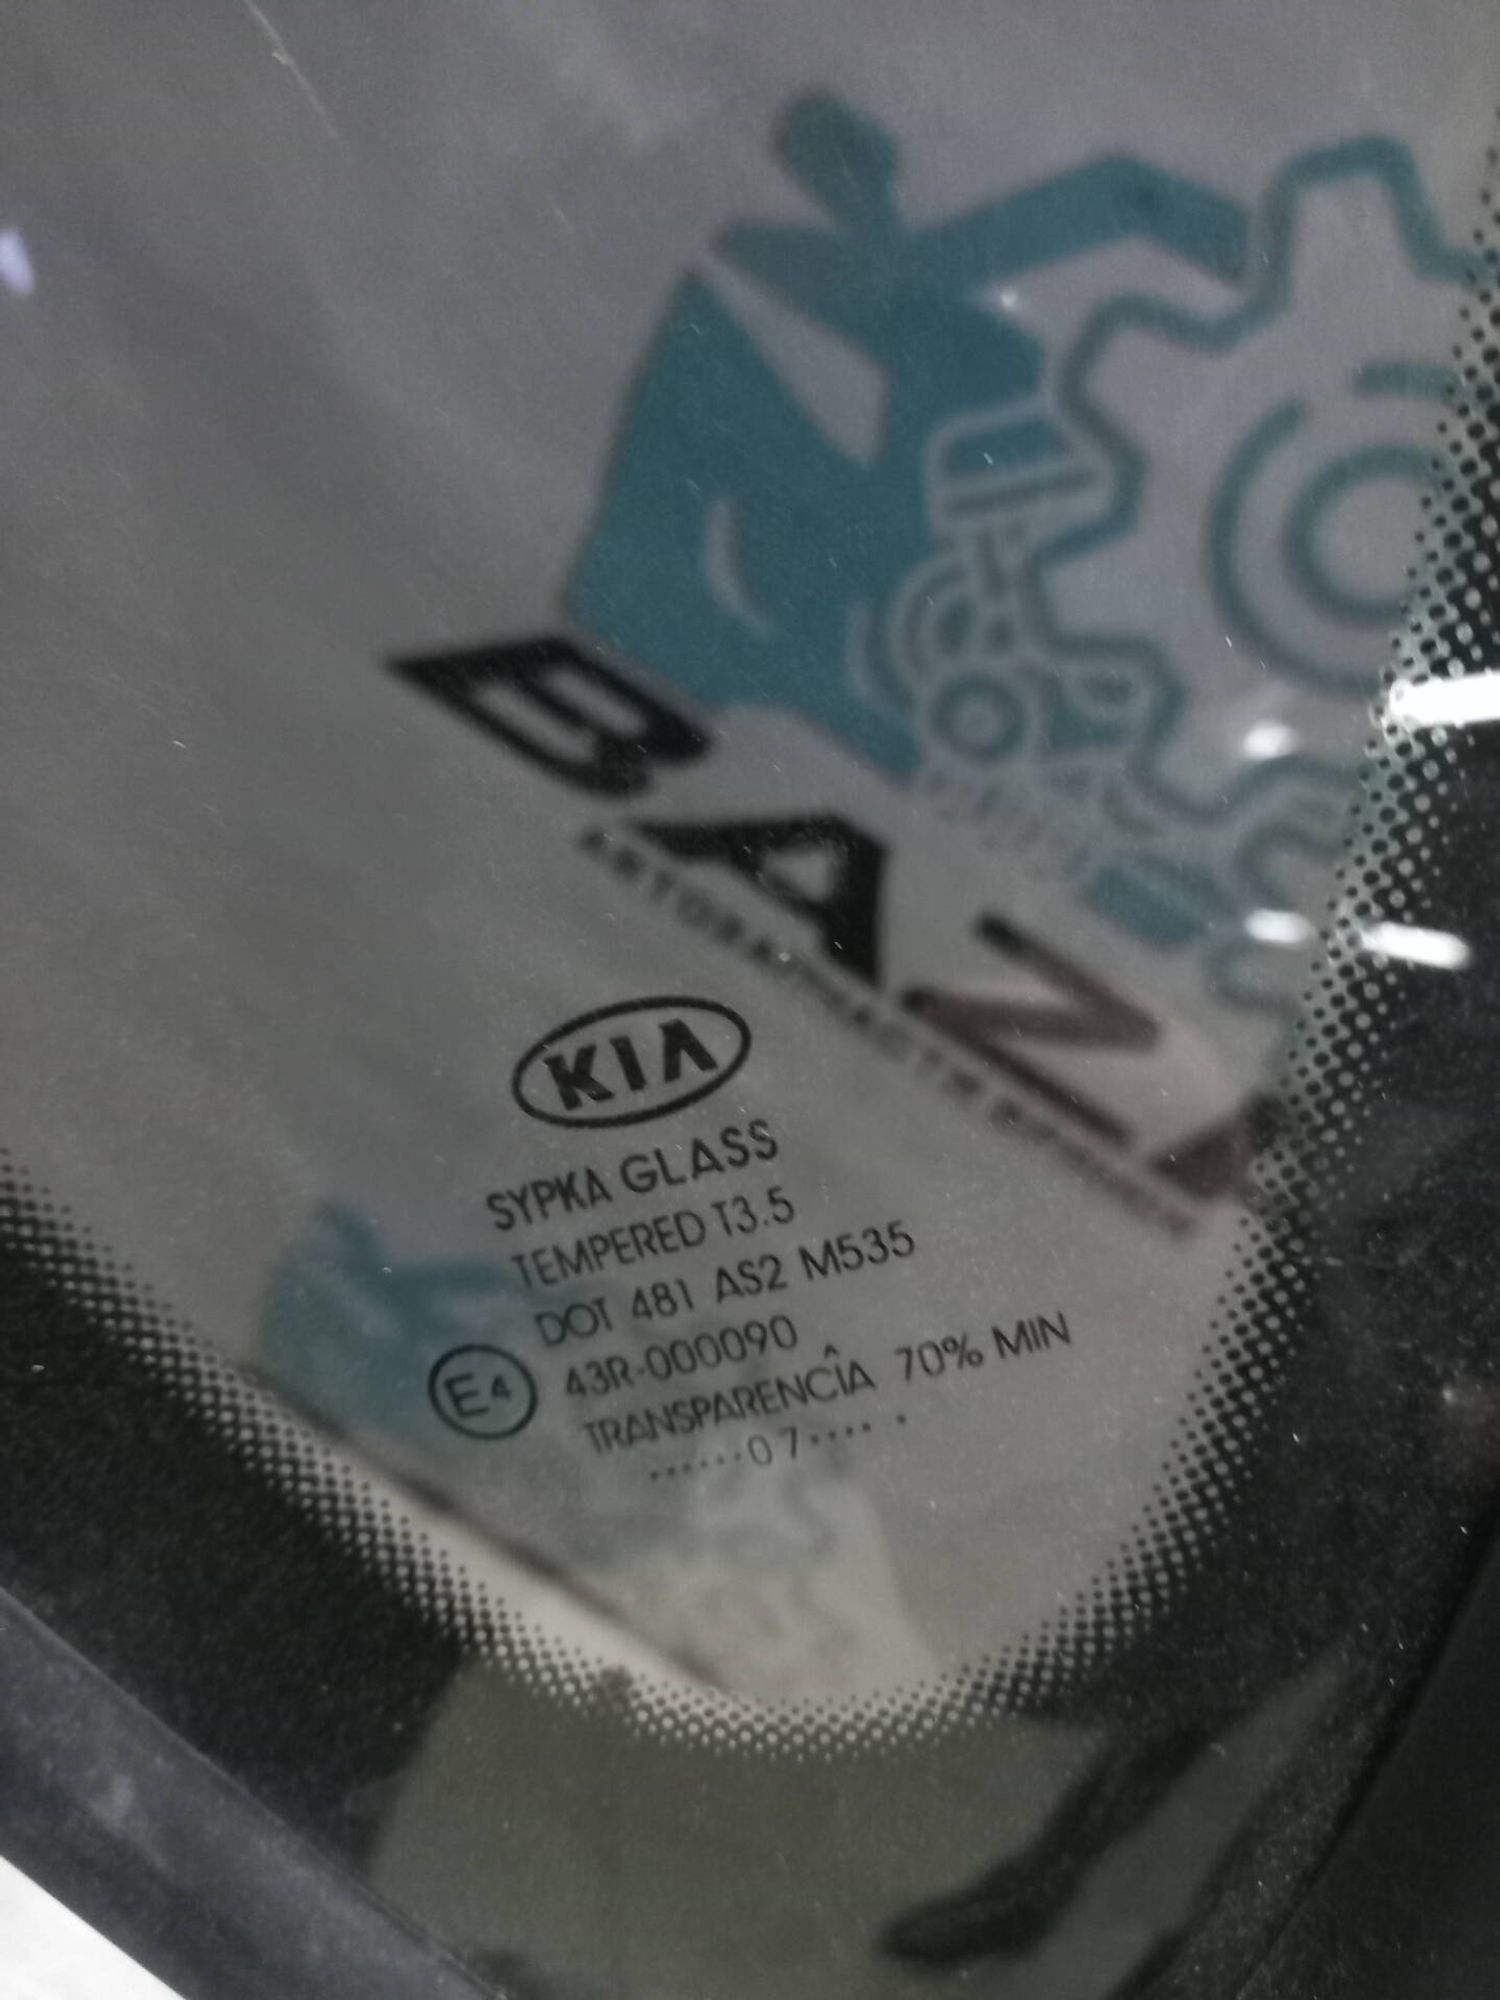 BAZA
KIA
SYPKA GLASS
TEMPERED T3.5
DOT 481 AS2 M535
E4
43R-000090
TRANSPARENCÎA 70% MIN
······07···· ·